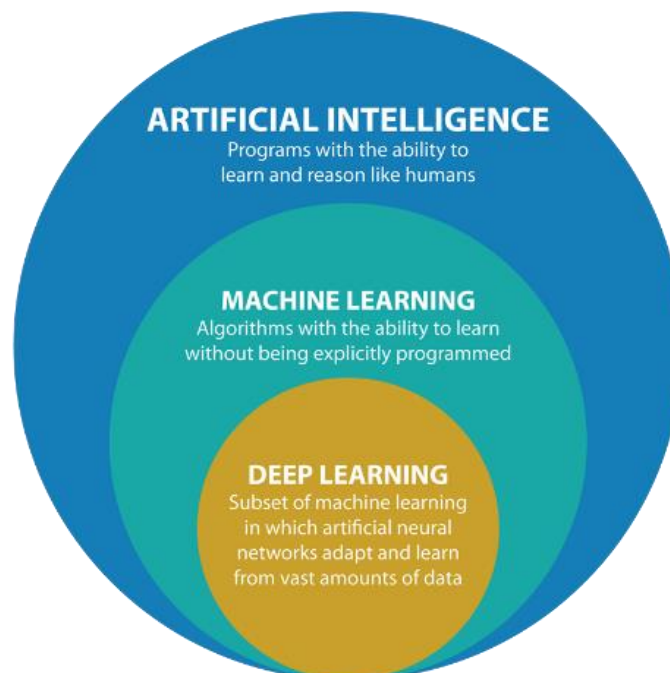 ARTIFICIAL INTELLIGENCE
Programs with the ability to
learn and reason like humans
MACHINE LEARNING
Algorithms with the ability to learn
without being explicitly programmed
DEEP LEARNING
Subset of machine learning
in which artificial neural
networks adapt and learn
from vast amounts of data